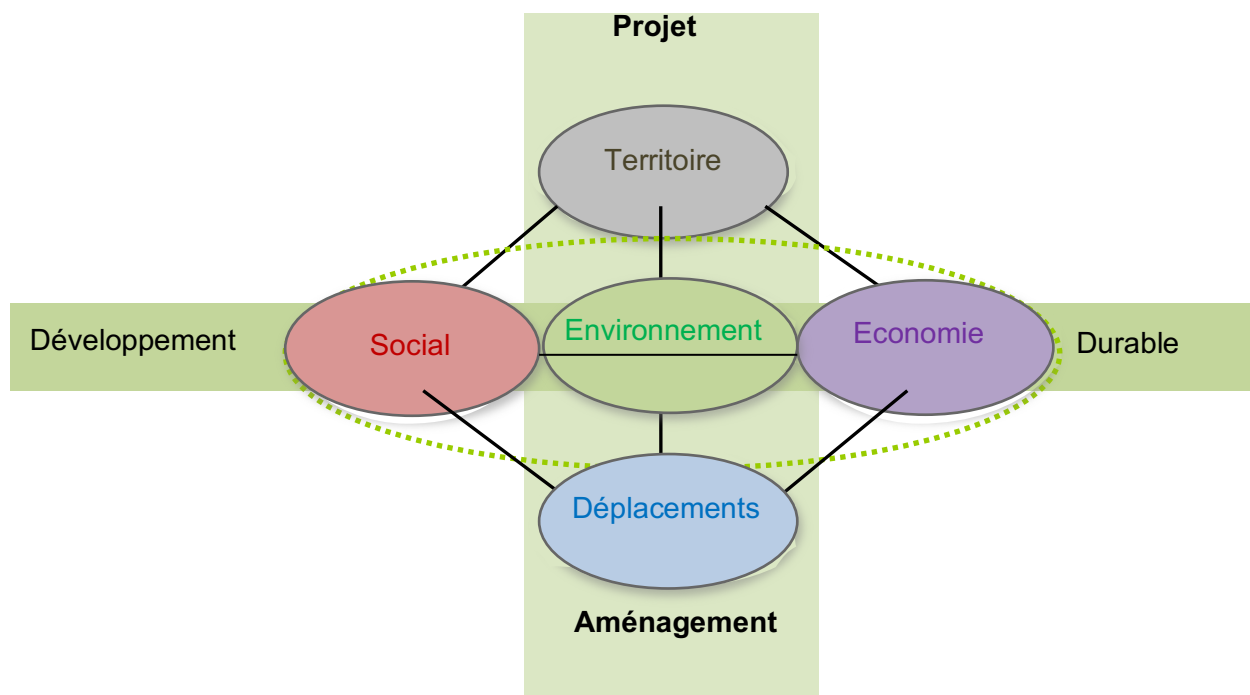 Projet
Territoire
Développement
Social
Environnement
Economie
Durable
Déplacements
Aménagement